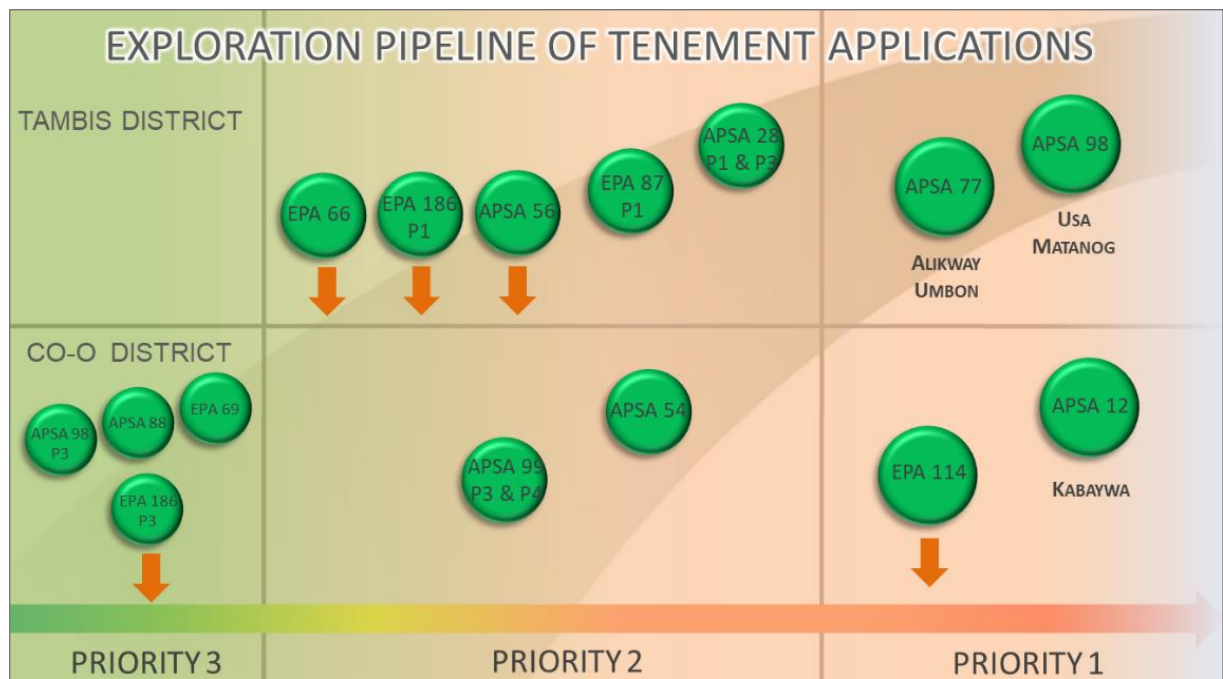 EXPLORATION PIPELINE OF TENEMENT APPLICATIONS
TAMBIS DISTRICT
EPA 66
EPA 186
P1
APSA 56
EPA 87
P1
APSA 28
P1 & P3
APSA 77
ALIKWAY
UMBON
APSA 98
USA
MATANOG
CO-O DISTRICT
APSA 98
P3
APSA 88
EPA 69
EPA 186
P3
APSA 99
P3 & P4
APSA 54
EPA 114
APSA 12
KABAYWA
PRIORITY 3
PRIORITY 2
PRIORITY 1